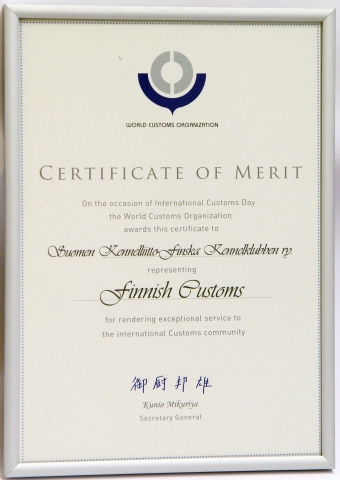 WORLD CUSTOMS ORGANIZATION
CERTIFICATE OF MERIT
On the occasion of International Customs Day
the World Customs Organization
awards this certificate to
Suomen Kennelliitto-Finska Kennelklubben ry.
representing
Finnish Customs
for rendering exceptional service to
the international Customs community
御厨邦雄
Kunio Mikuriya
Secretary General